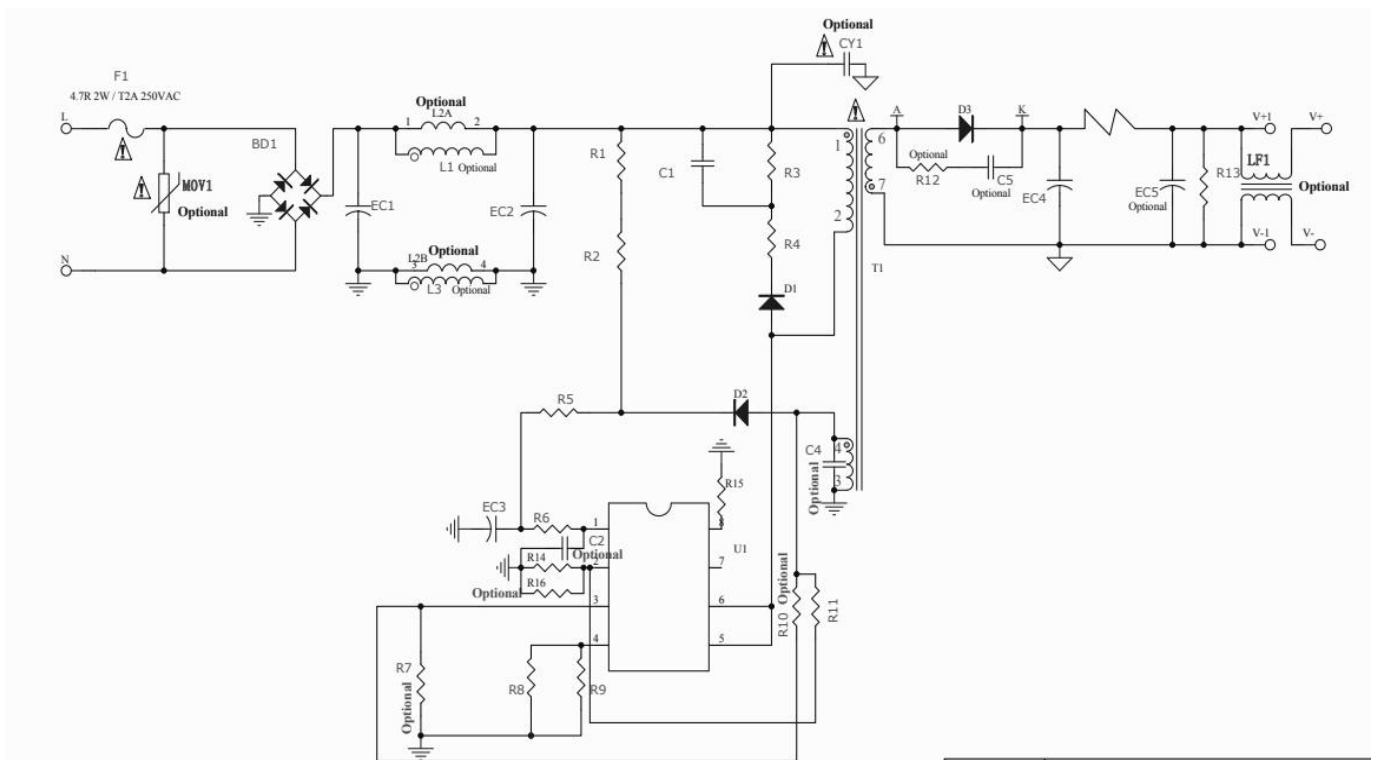 Optional
CY1
F1
4.7R 2W / T2A 250VAC
L
BD1
MOV1
Optional
N
Optional
L2A
1
2
L1 Optional
EC1
EC2
Optional
L2B
3
4
L3 Optional
R1
R2
C1
R3
R4
D1
1
2
6
7
T1
A
D3
K
Optional
R12
C5
Optional
EC4
EC5
Optional
R13
V+1
V+
LF1
Optional
V-1
V-
R5
D2
C4
Optional
4
3
R15
EC3
R6
1
8
C2
Optional
U1
R14
2
7
R16
Optional
3
6
4
5
R7
Optional
R8
R9
R10
Optional
R11